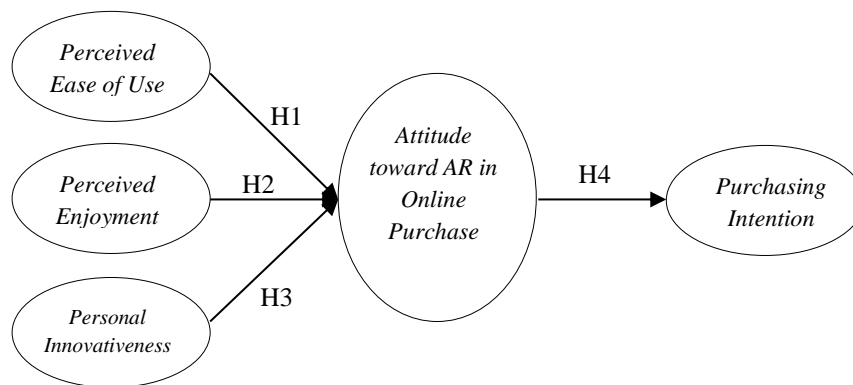 Perceived
Ease of Use
H1
Perceived
Enjoyment
H2
Personal
Innovativeness
H3
Attitude
toward AR in
Online
Purchase
H4
Purchasing
Intention